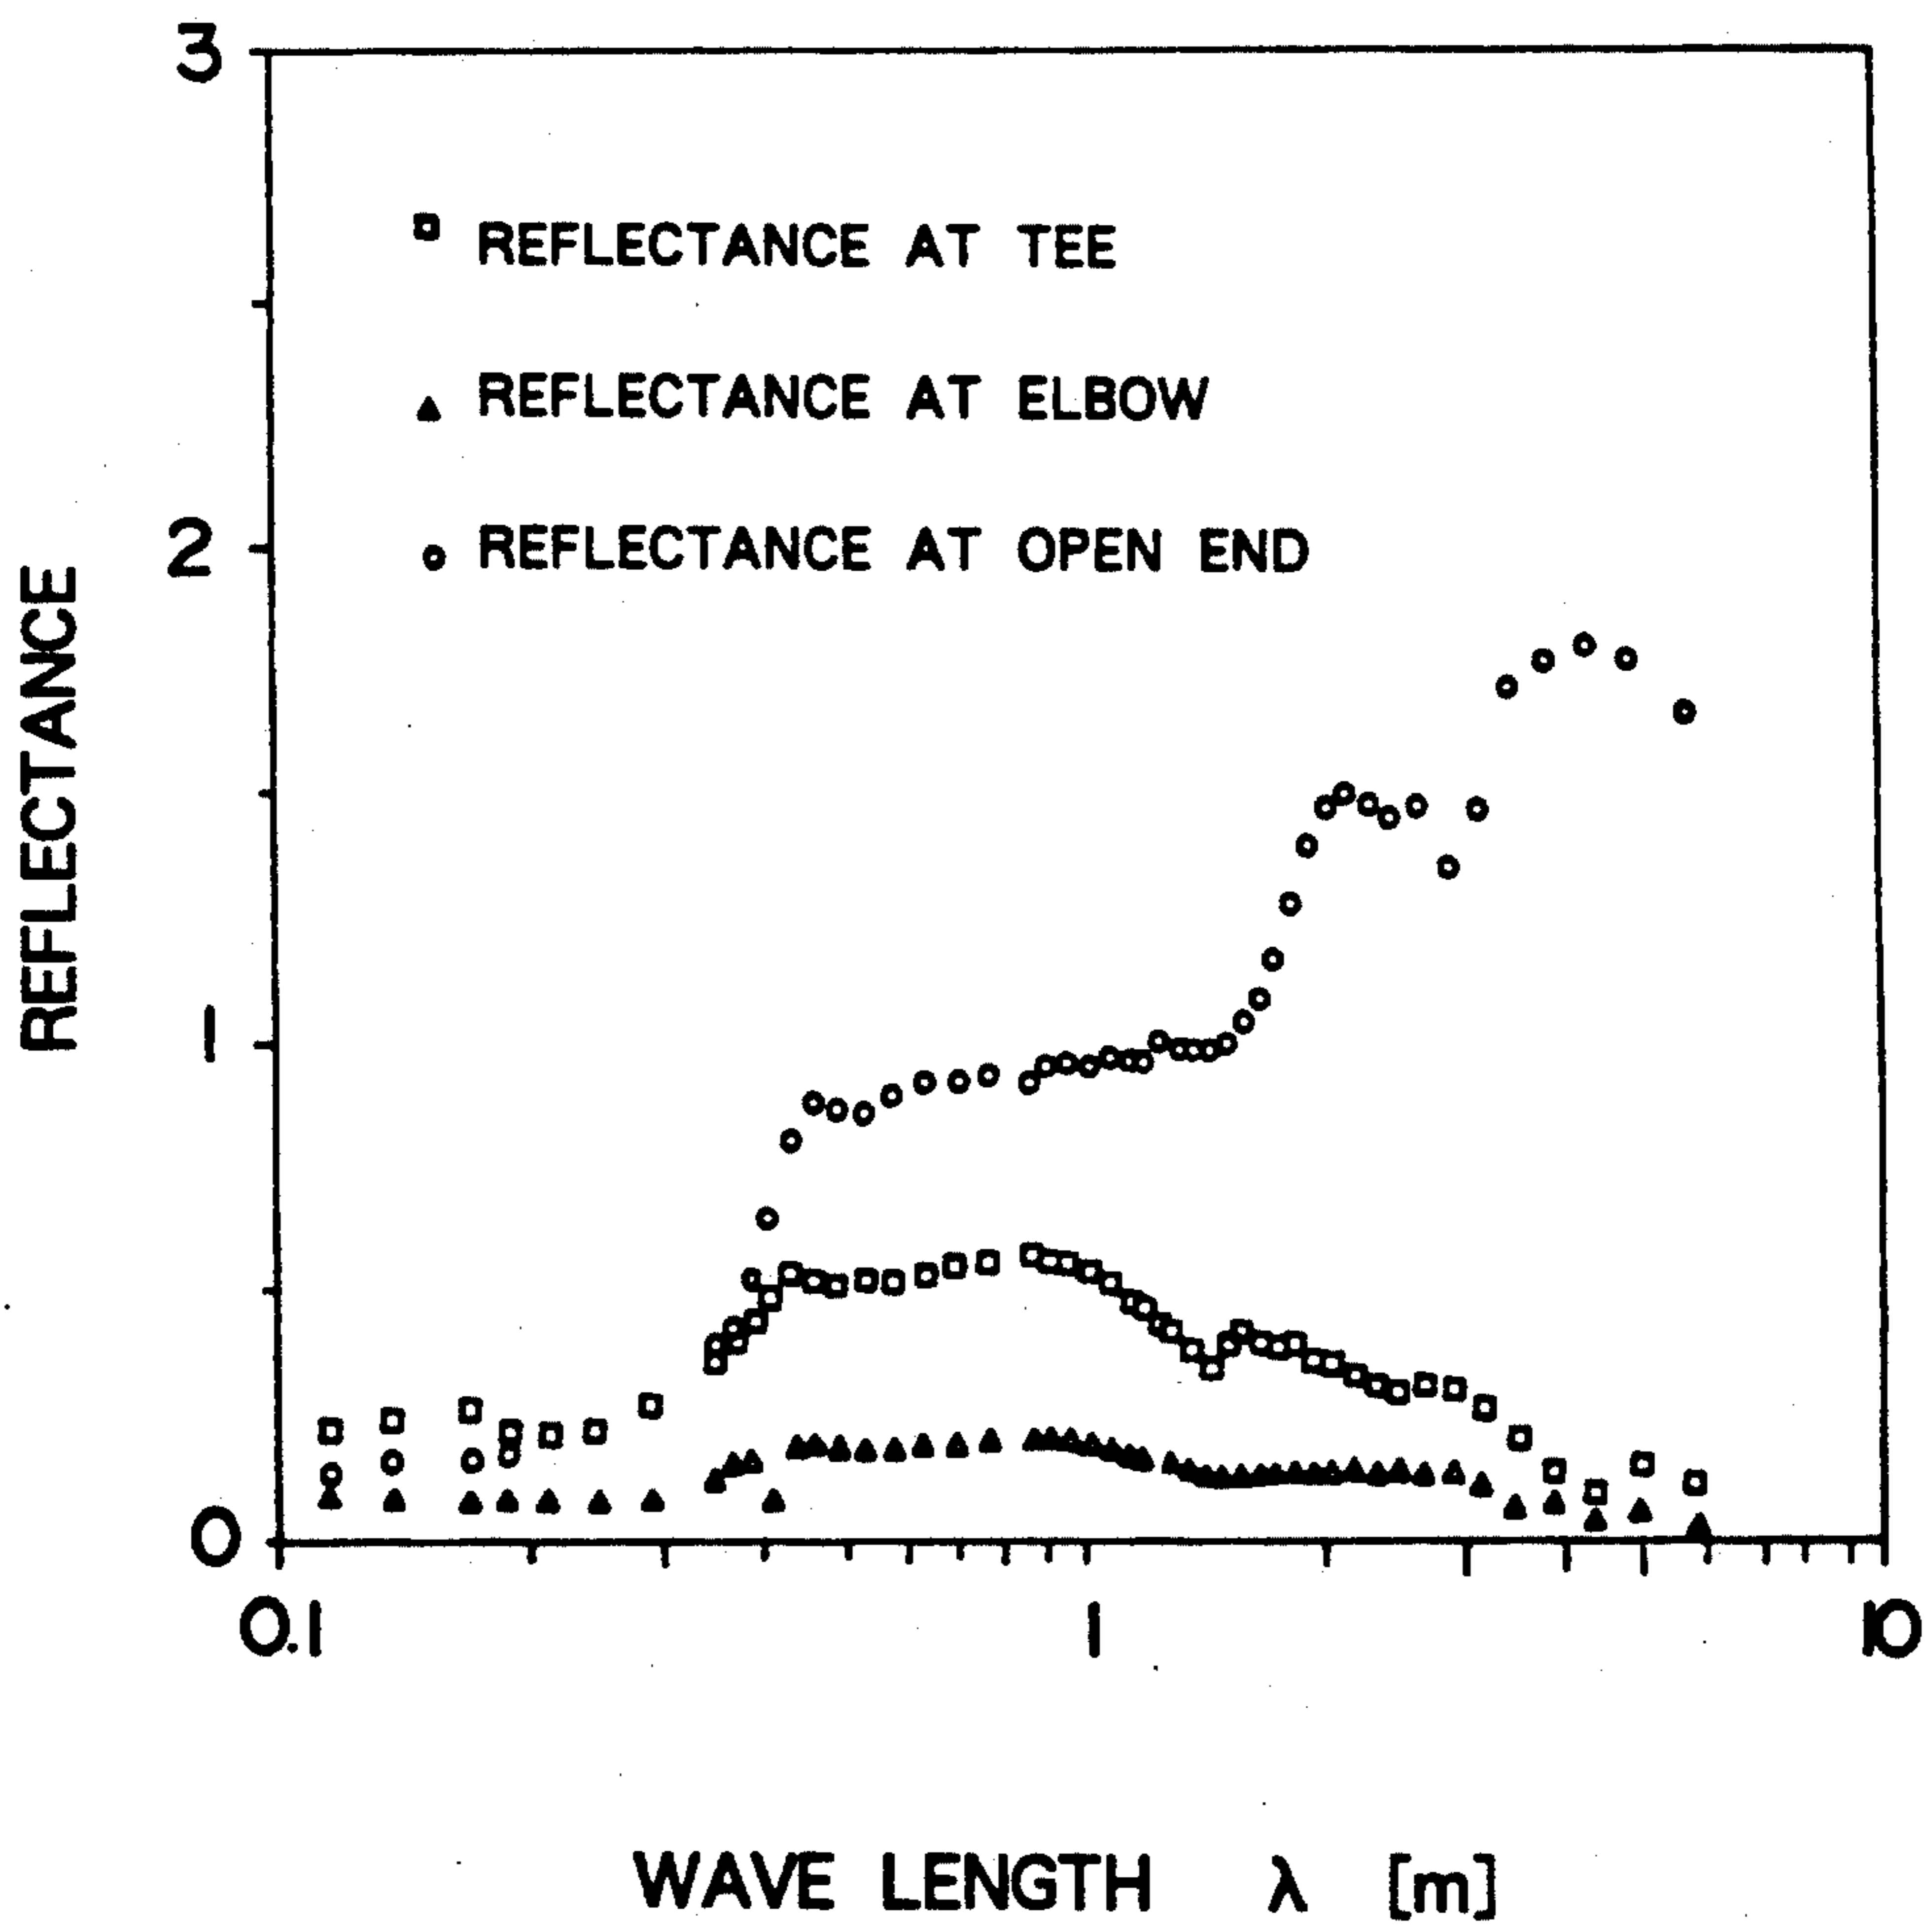 3
REFLECTANCE AT TEE
REFLECTANCE AT ELBOW
2
REFLECTANCE AT OPEN END
REFLECTANCE
1
0
0.1 1 10
WAVE LENGTH λ [m]